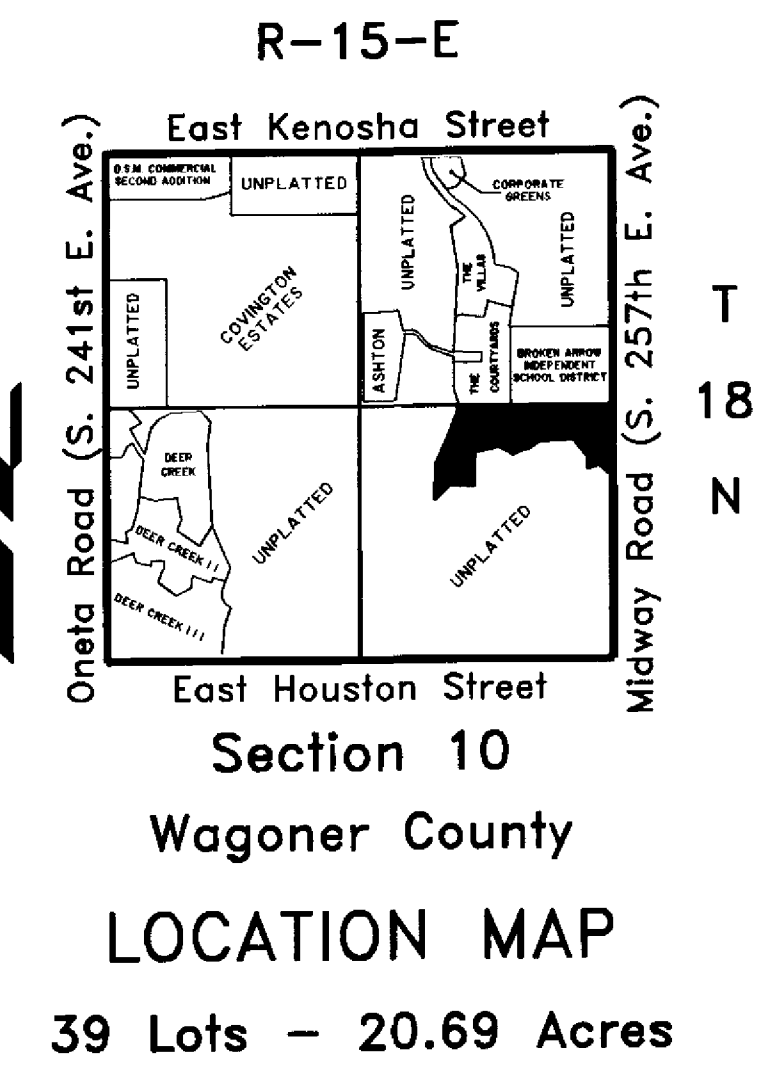 R-15-E
East Kenosha Street
Oneta Road (S. 241st E. Ave.)
Midway Road (S. 257th E. Ave.)
T
18
N
O.S.M. COMMERCIAL
SECOND ADDITION
UNPLATTED
CORPORATE
GREENS
UNPLATTED
UNPLATTED
THE
VILLAS
COVINGTON
ESTATES
UNPLATTED
ASHTON
THE
COURTYARDS
BROKEN ARROW
INDEPENDENT
SCHOOL DISTRICT
DEER
CREEK
DEER CREEK II
DEER CREEK III
UNPLATTED
UNPLATTED
East Houston Street
Section 10
Wagoner County
LOCATION MAP
39 Lots - 20.69 Acres